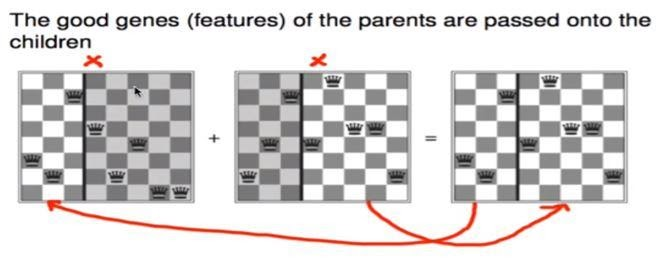 The good genes (features) of the parents are passed onto the
children
+ =